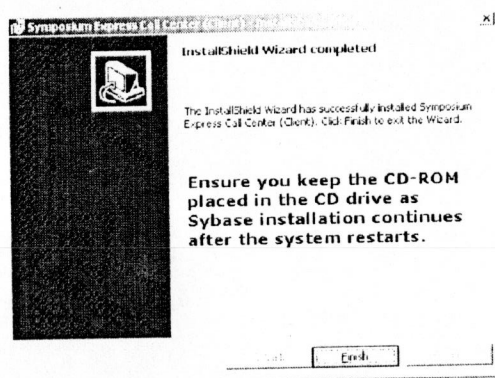 Symposium Express Call Center (Client)
InstallShield Wizard completed
The InstallShield Wizard has successfully installed Symposium
Express Call Center (Client). Click Finish to exit the Wizard.
Ensure you keep the CD-ROM
placed in the CD drive as
Sybase installation continues
after the system restarts.
Finish